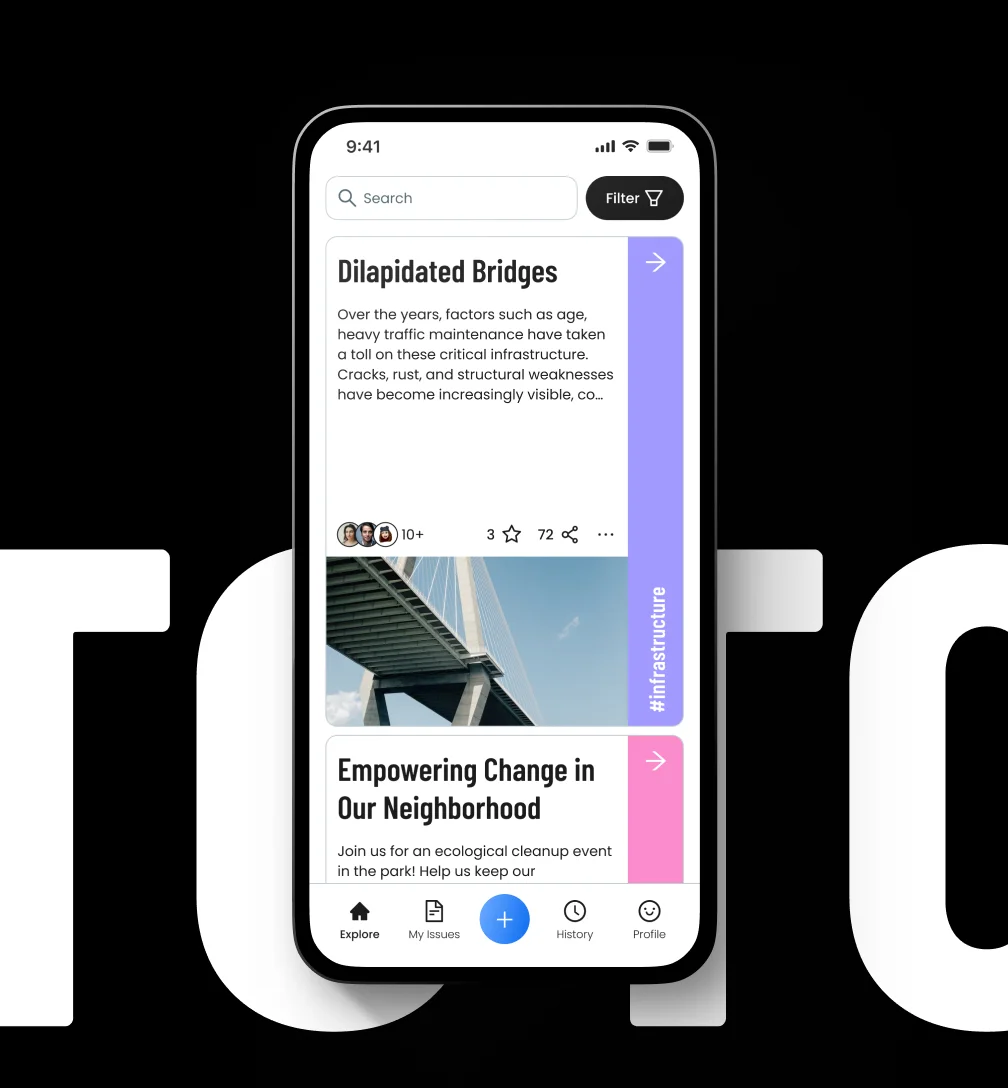 9:41
Search
Filter
Dilapidated Bridges
Over the years, factors such as age,
heavy traffic maintenance have taken
a toll on these critical infrastructure.
Cracks, rust, and structural weaknesses
have become increasingly visible, co...
10+
3
72
#infrastructure
Empowering Change in
Our Neighborhood
Join us for an ecological cleanup event
in the park! Help us keep our
Explore
My Issues
History
Profile